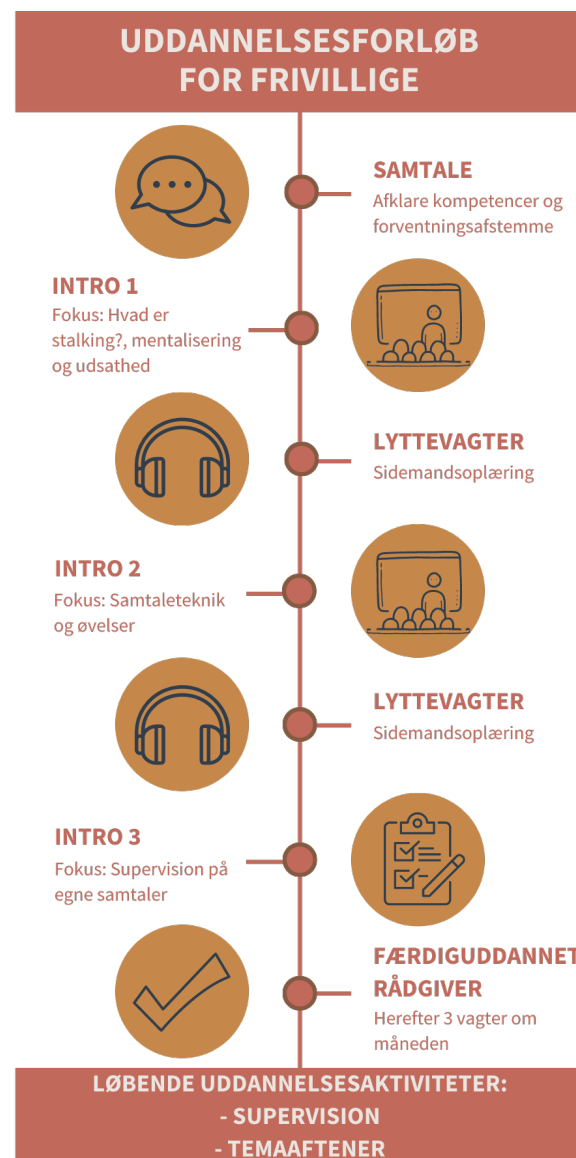 UDDANNELSESFORLØB
FOR FRIVILLIGE
SAMTALE
Afklare kompetencer og
forventningsafstemme
INTRO 1
Fokus: Hvad er
stalking?, mentalisering
og udsathed
LYTTEVAGTER
Sidemandsoplæring
INTRO 2
Fokus: Samtaleteknik
og øvelser
LYTTEVAGTER
Sidemandsoplæring
INTRO 3
Fokus: Supervision på
egne samtaler
FÆRDIGUDDANNET
RÅDGIVER
Herefter 3 vagter om
måneden
LØBENDE UDDANNELSESAKTIVITETER:
- SUPERVISION
- TEMAAFTENER